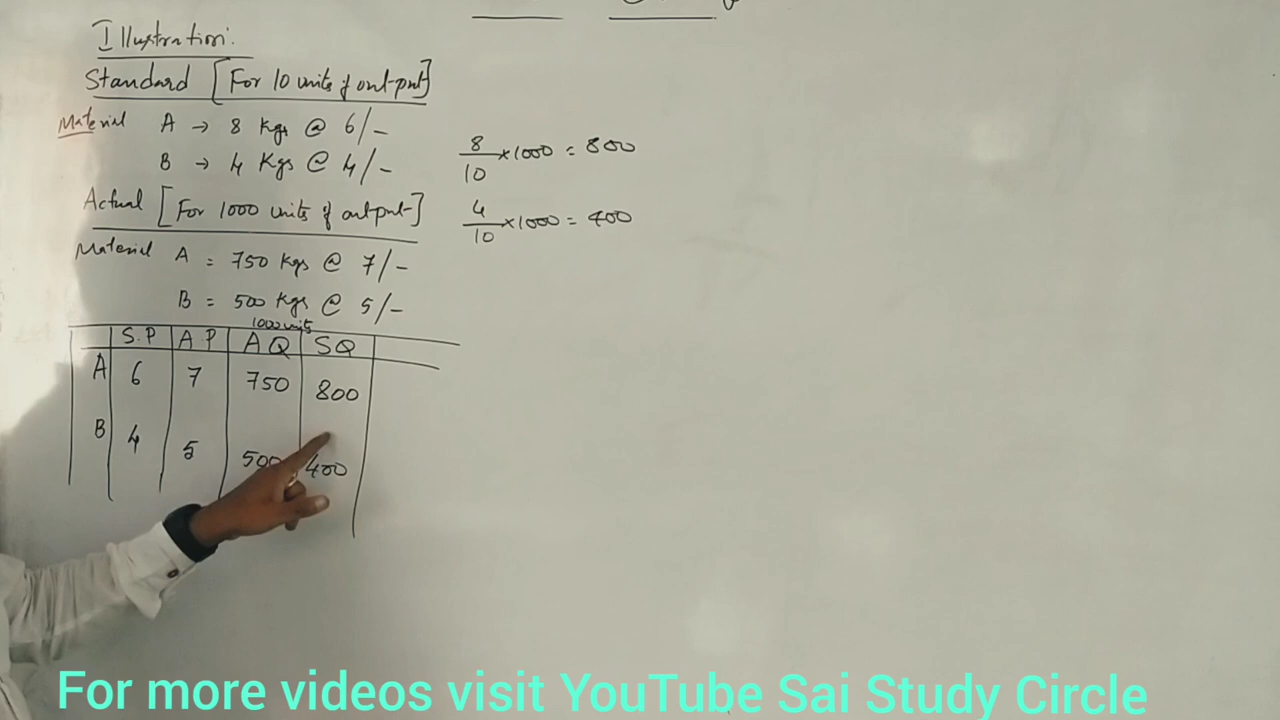 Illustration:
Standard [For 10 units of out-put]
Material A → 8 Kgs @ 6/-
B → 4 Kgs @ 4/-
8/10 × 1000 = 800
Actual [For 1000 units of output]
4/10 × 1000 = 400
Material A = 750 Kgs @ 7/-
B = 500 Kgs @ 5/-
1000 units
S.P A P A Q S Q
A 6 7 750 800
B 4 5 500 400
For more videos visit YouTube Sai Study Circle